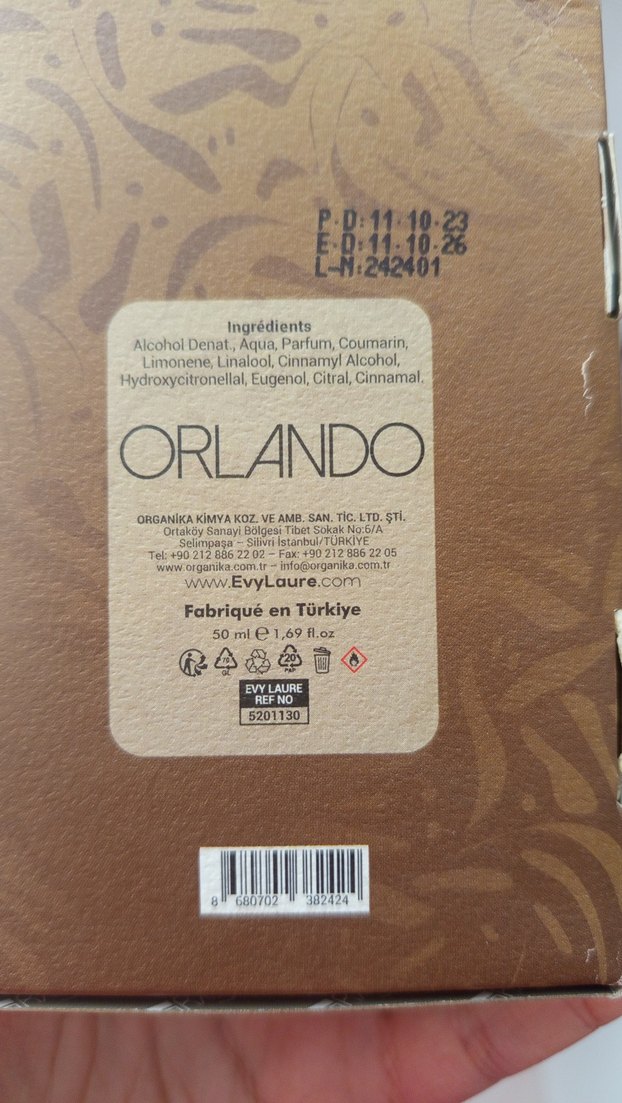 P.D:11.10.23
E.D:11.10.26
L-N:242401
Ingrédients
Alcohol Denat., Aqua, Parfum, Coumarin,
Limonene, Linalool, Cinnamyl Alcohol,
Hydroxycitronellal, Eugenol, Citral, Cinnamal.
ORLANDO
ORGANİKA KİMYA KOZ. VE AMB. SAN. TİC. LTD. ŞTİ.
Ortaköy Sanayi Bölgesi Tibet Sokak No:6/A
Selimpaşa – Silivri İstanbul/TÜRKİYE
Tel: +90 212 886 22 02 – Fax: +90 212 886 22 05
www.organika.com.tr – info@organika.com.tr
www.EvyLaure.com
Fabriqué en Türkiye
50 ml e 1,69 fl.oz
70 GL 20 PAP
EVY LAURE
REF NO
5201130
8 680702 382424